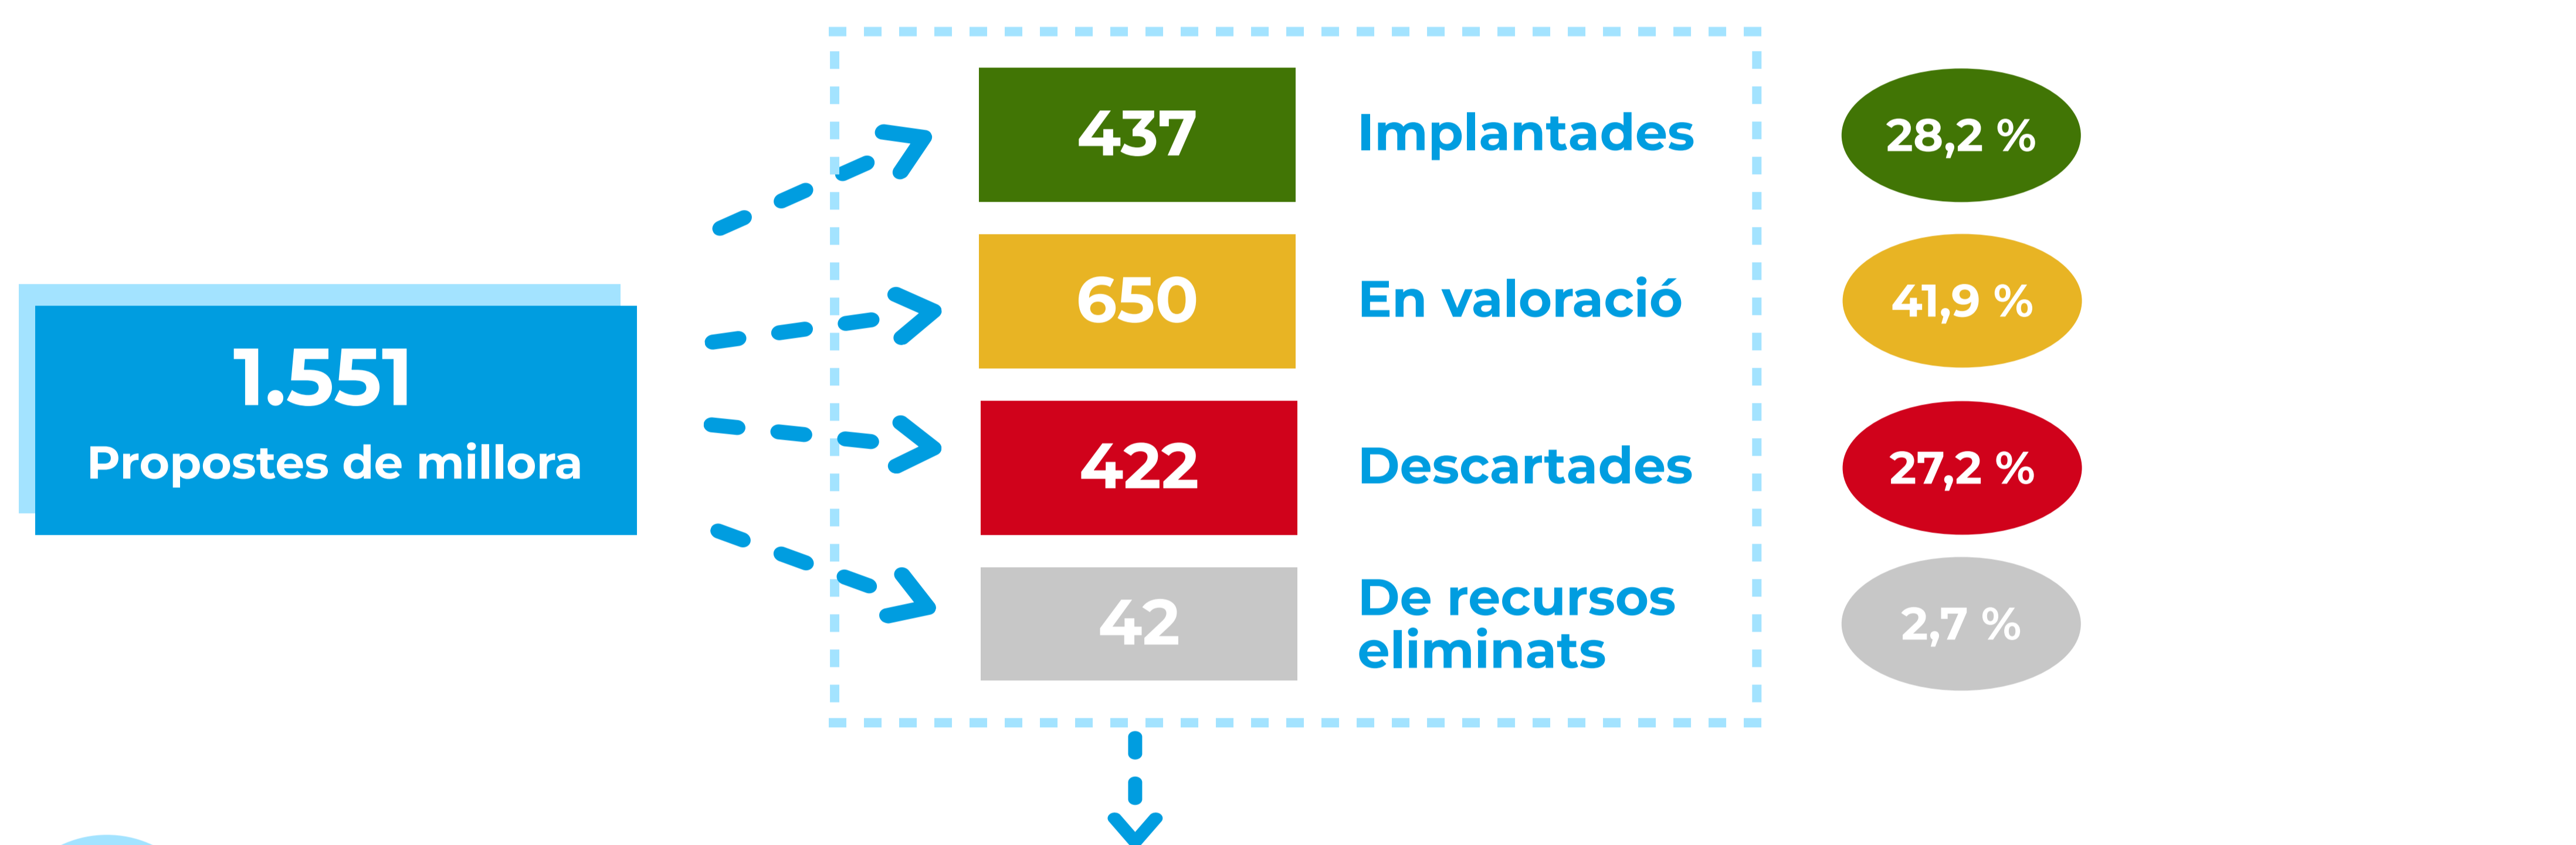 1.551
Propostes de millora
437
Implantades
28,2 %
650
En valoració
41,9 %
422
Descartades
27,2 %
42
De recursos
eliminats
2,7 %